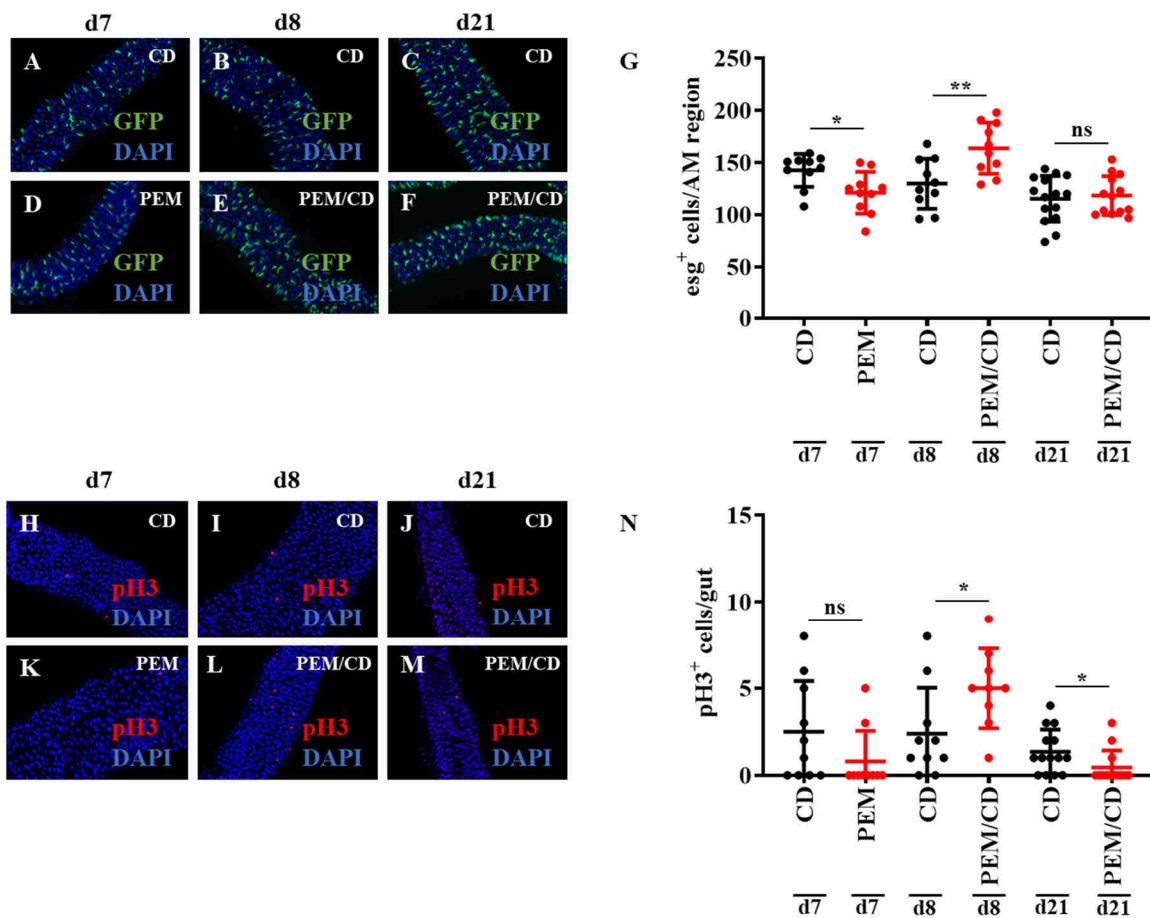 d7 d8 d21
A CD B CD C CD
GFP GFP GFP
DAPI DAPI DAPI
D PEM E PEM/CD F PEM/CD
GFP GFP GFP
DAPI DAPI DAPI
G
esg+ cells/AM region
250
200
150
100
50
0
* ** ns
CD PEM CD PEM/CD CD PEM/CD
d7 d7 d8 d8 d21 d21
d7 d8 d21
H CD I CD J CD
pH3 pH3 pH3
DAPI DAPI DAPI
K PEM L PEM/CD M PEM/CD
pH3 pH3 pH3
DAPI DAPI DAPI
N
pH3+ cells/gut
15
10
5
0
ns * *
CD PEM CD PEM/CD CD PEM/CD
d7 d7 d8 d8 d21 d21